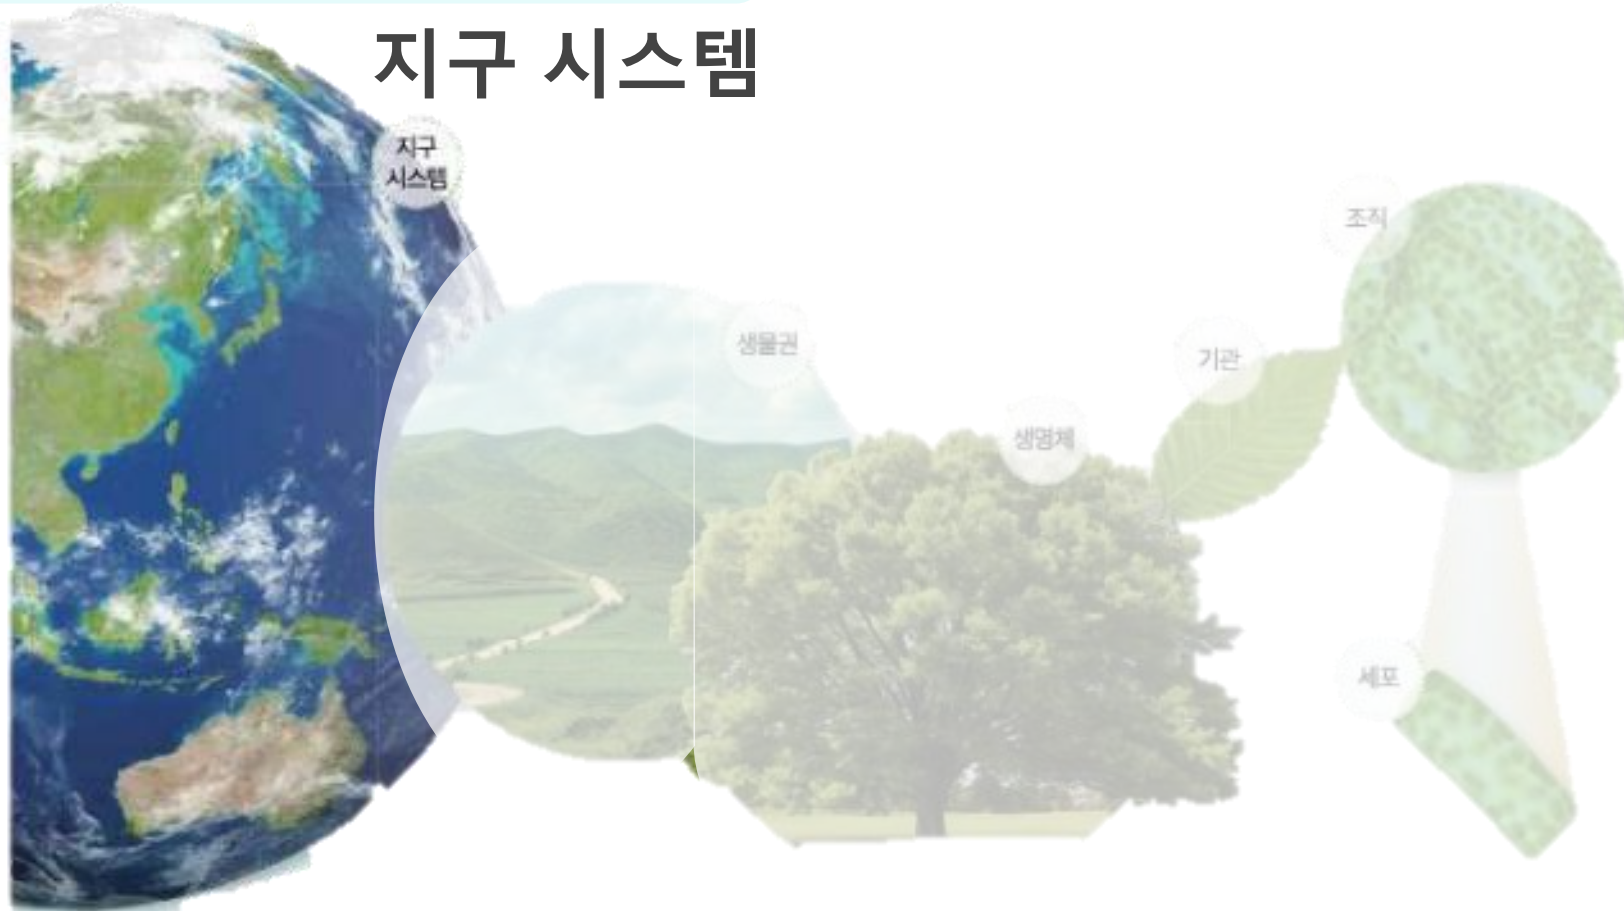 지구 시스템
지구
시스템
생물권
생명체
기관
조직
세포